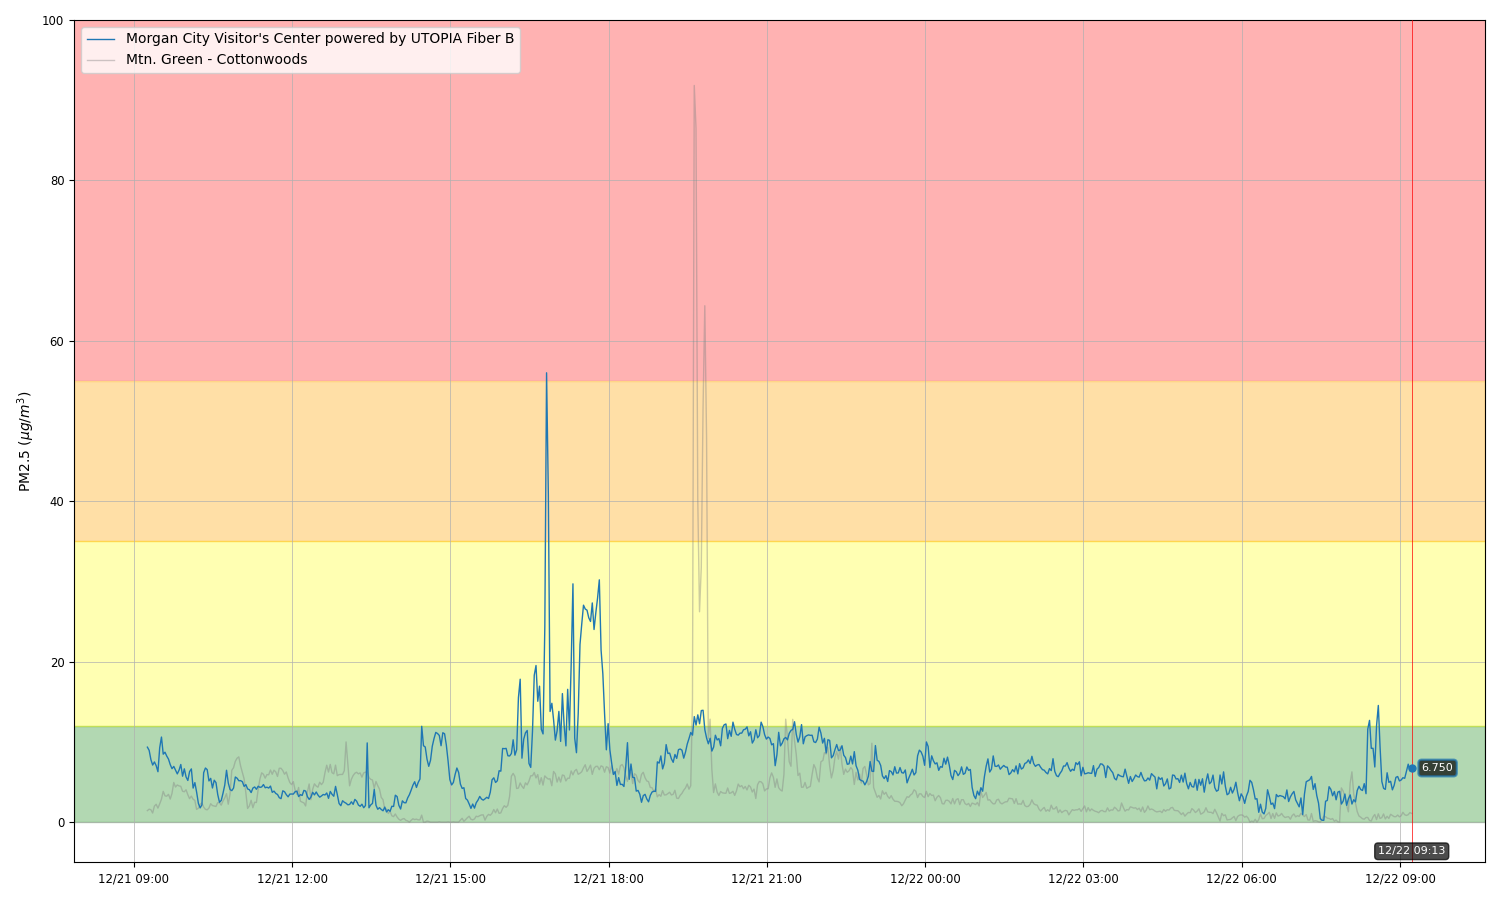 100
Morgan City Visitor's Center powered by UTOPIA Fiber B
Mtn. Green - Cottonwoods
80
60
PM2.5 (μg/m³)
40
20
6.750
0
12/22 09:13
12/21 09:00 12/21 12:00 12/21 15:00 12/21 18:00 12/21 21:00 12/22 00:00 12/22 03:00 12/22 06:00 12/22 09:00